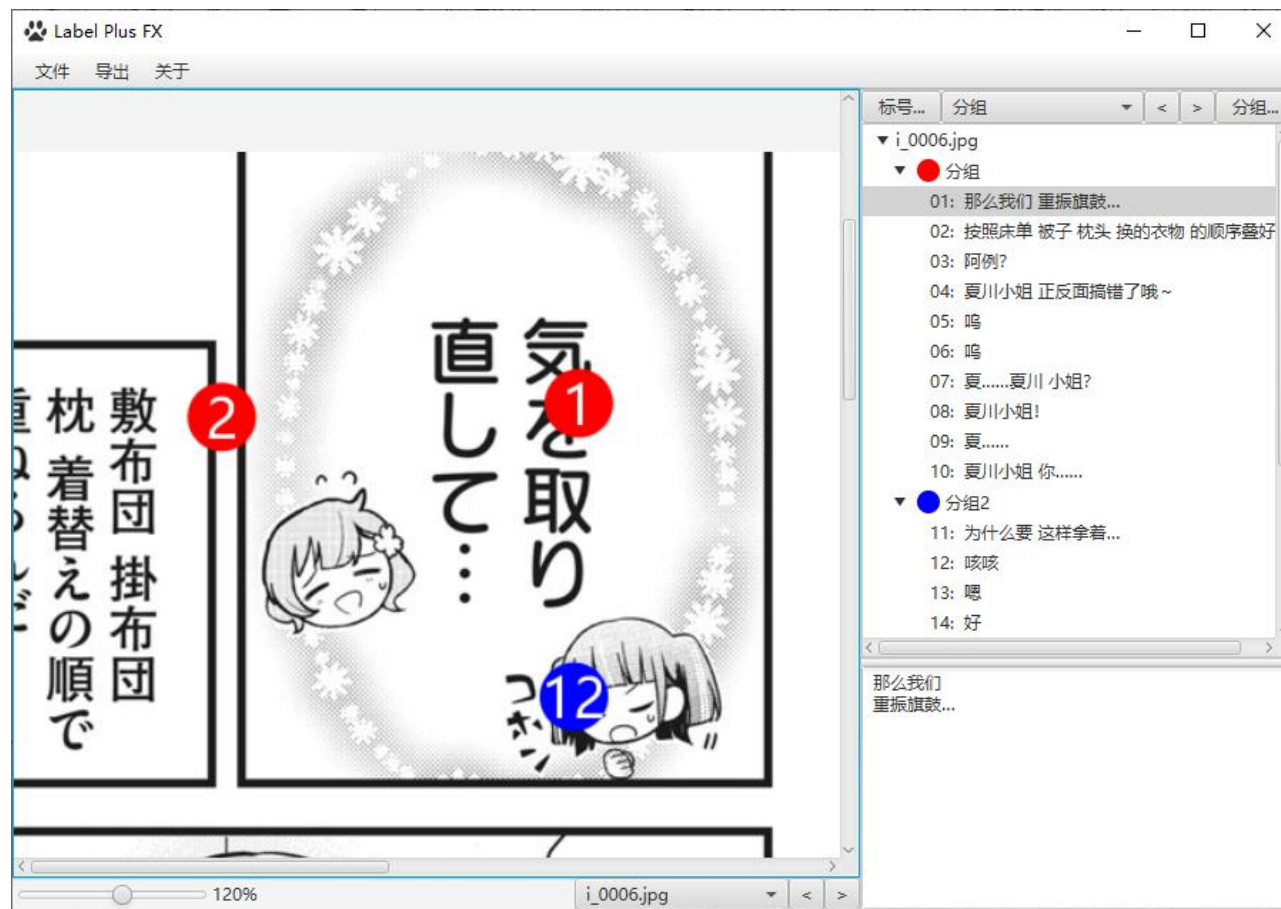 Label Plus FX
文件 导出 关于
標号... 分组 < > 分组...
i_0006.jpg
分组
01: 那么我们 重振旗鼓...
02: 按照床单 被子 枕头 换的衣物 的顺序叠好
03: 阿例?
04: 夏川小姐 正反面搞错了哦~
05: 呜
06: 呜
07: 夏......夏川 小姐?
08: 夏川小姐!
09: 夏......
10: 夏川小姐 你......
分组2
11: 为什么要 这样拿着...
12: 咳咳
13: 嗯
14: 好
那么我们
重振旗鼓...
気を取り
直して…
1
2
敷布団 掛布団
枕 着替えの順で
12
コホン
120%
i_0006.jpg < >